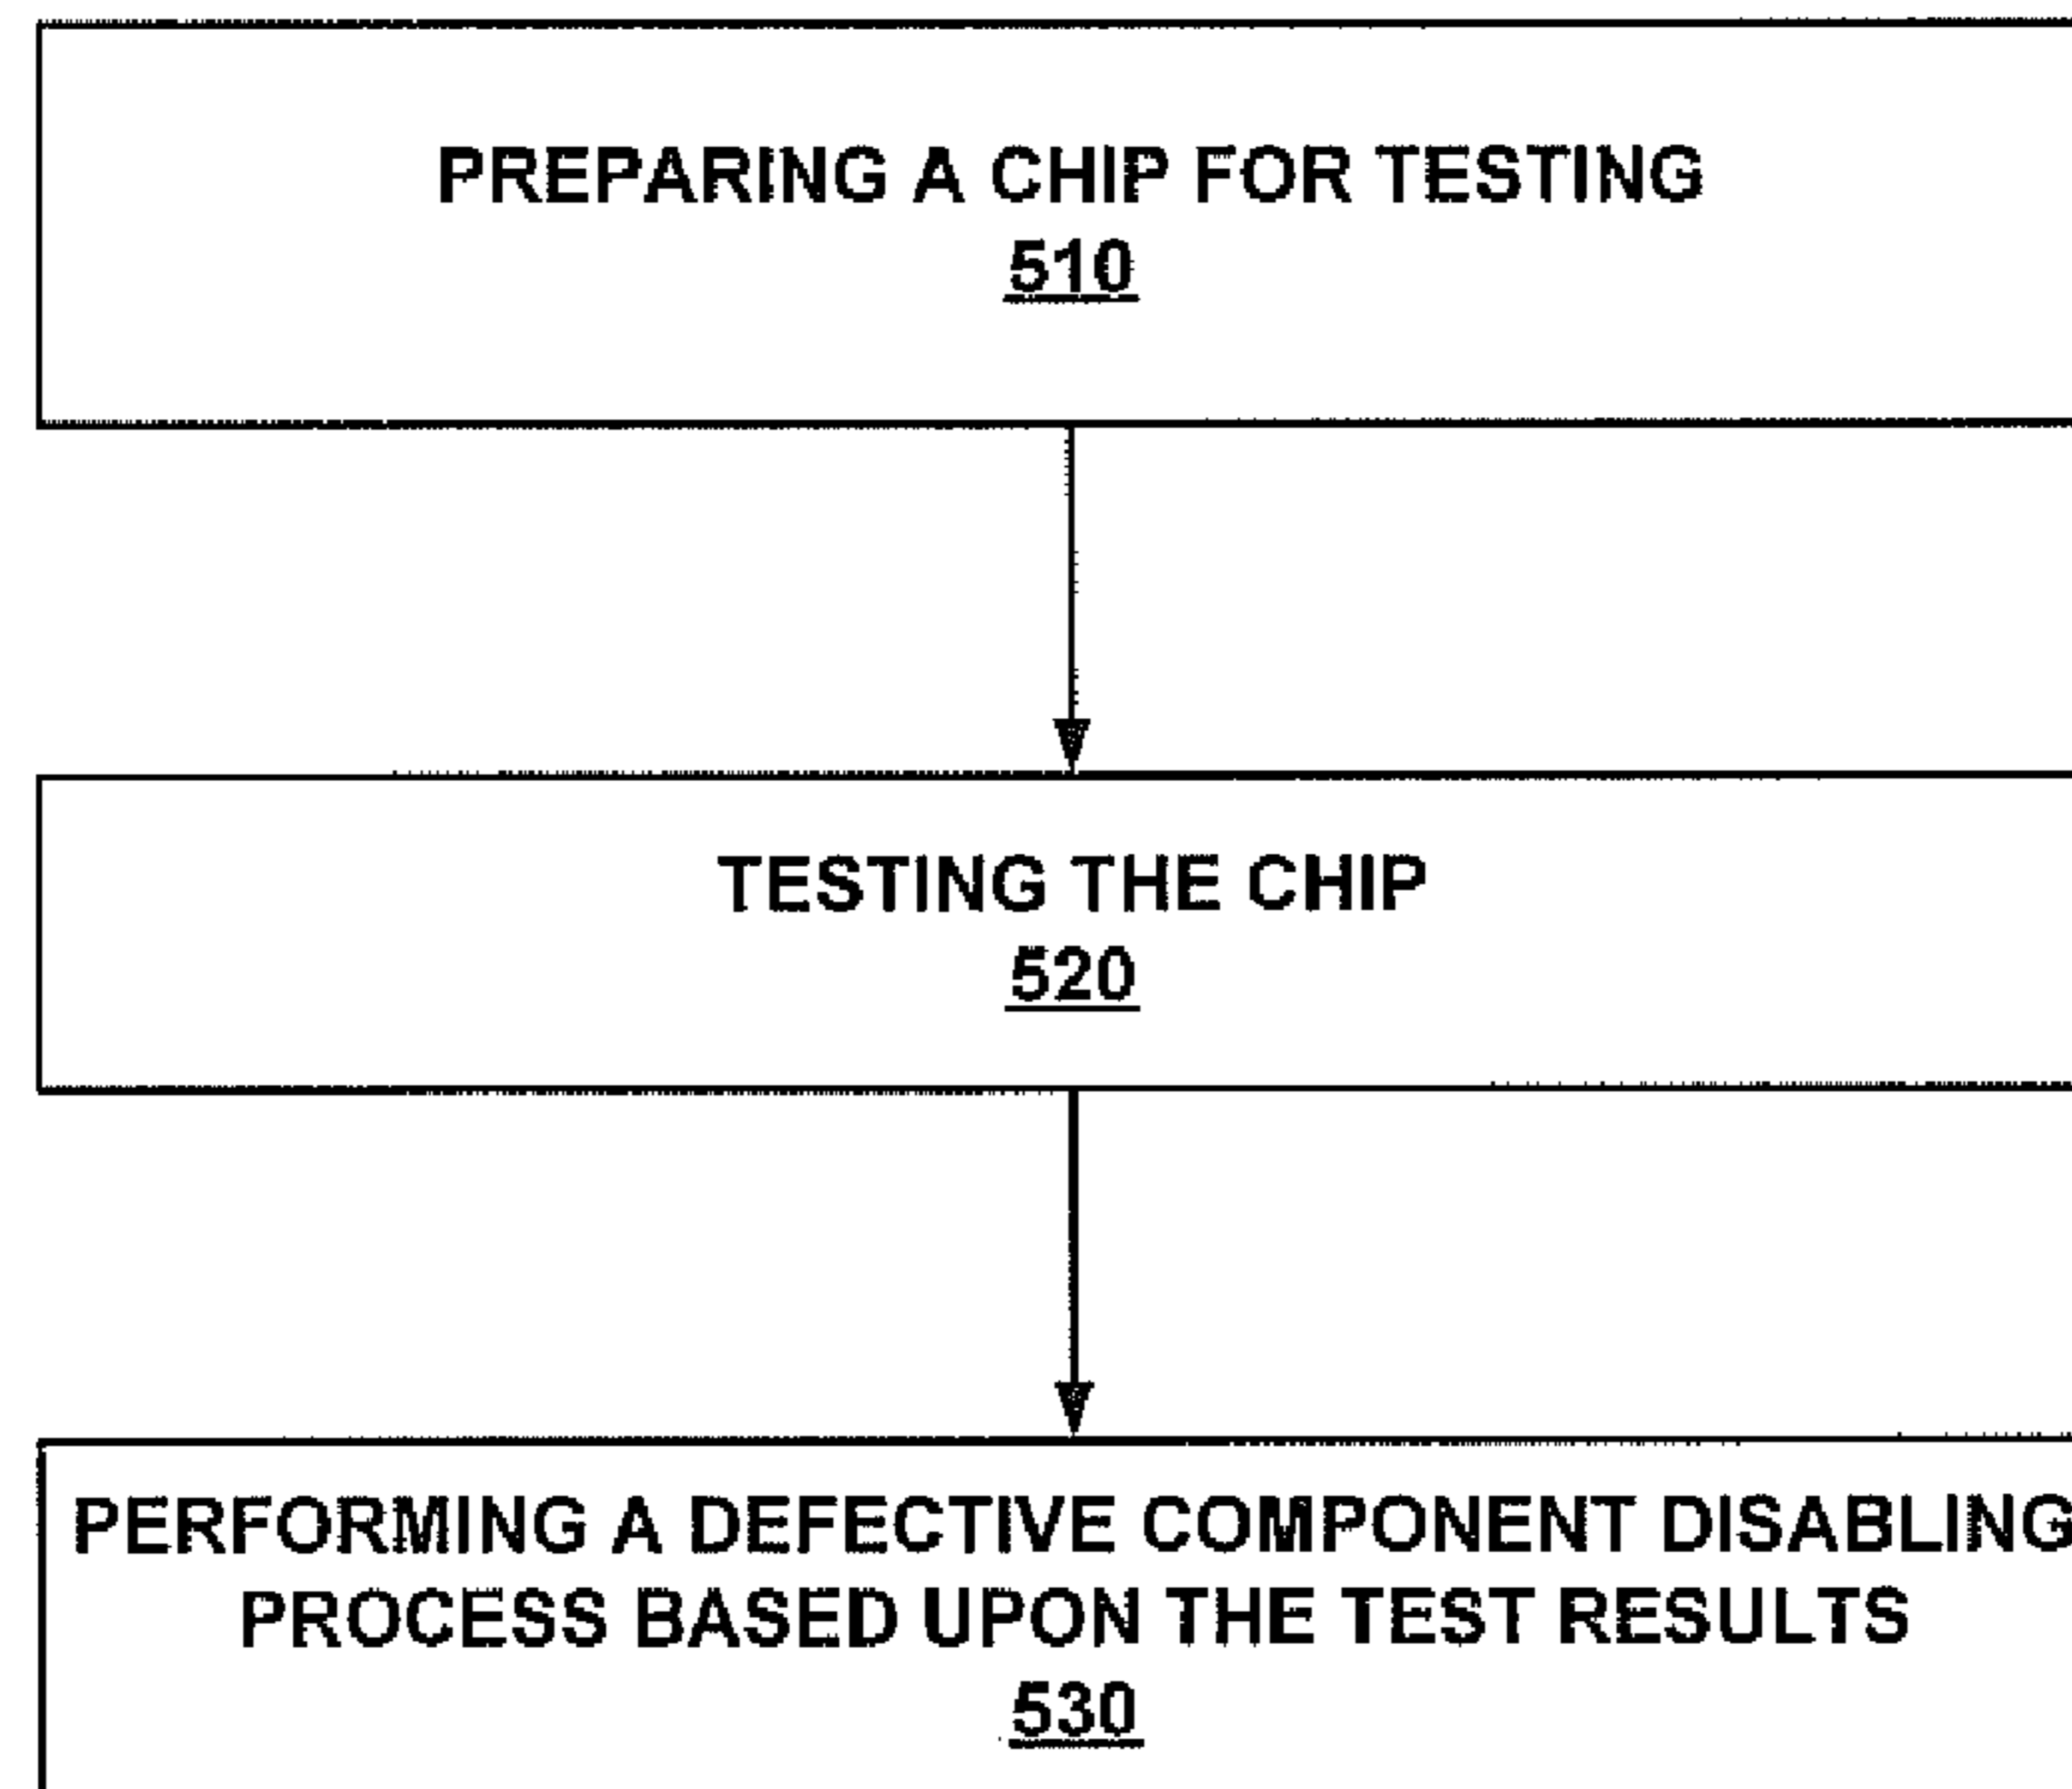 PREPARING A CHIP FOR TESTING
510
TESTING THE CHIP
520
PERFORMING A DEFECTIVE COMPONENT DISABLING
PROCESS BASED UPON THE TEST RESULTS
530